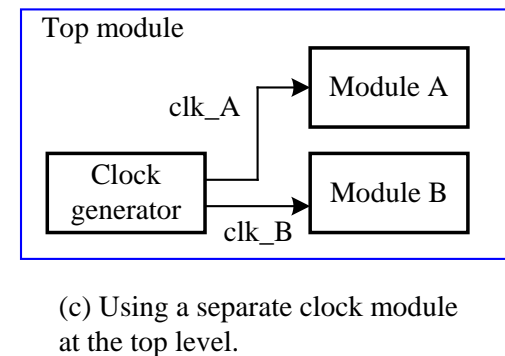 Top module
Module A
clk_A
Clock
generator
Module B
clk_B
(c) Using a separate clock module
at the top level.